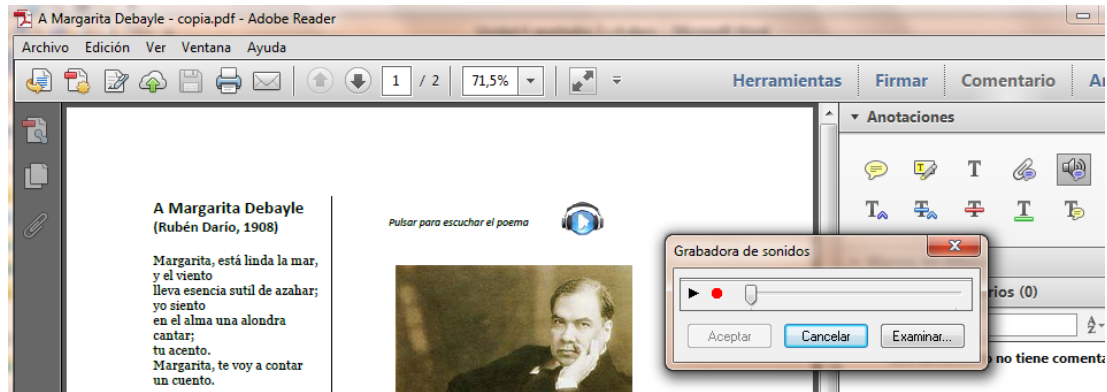 A Margarita Debayle - copia.pdf - Adobe Reader
Archivo Edición Ver Ventana Ayuda
1 / 2 71,5% Herramientas Firmar Comentario
Anotaciones
A Margarita Debayle
(Rubén Darío, 1908)
Pulsar para escuchar el poema
Margarita, está linda la mar,
y el viento
lleva esencia sutil de azahar;
yo siento
en el alma una alondra
cantar;
tu acento.
Margarita, te voy a contar
un cuento.
Grabadora de sonidos
Aceptar Cancelar Examinar...
rios (0)
no tiene comenta